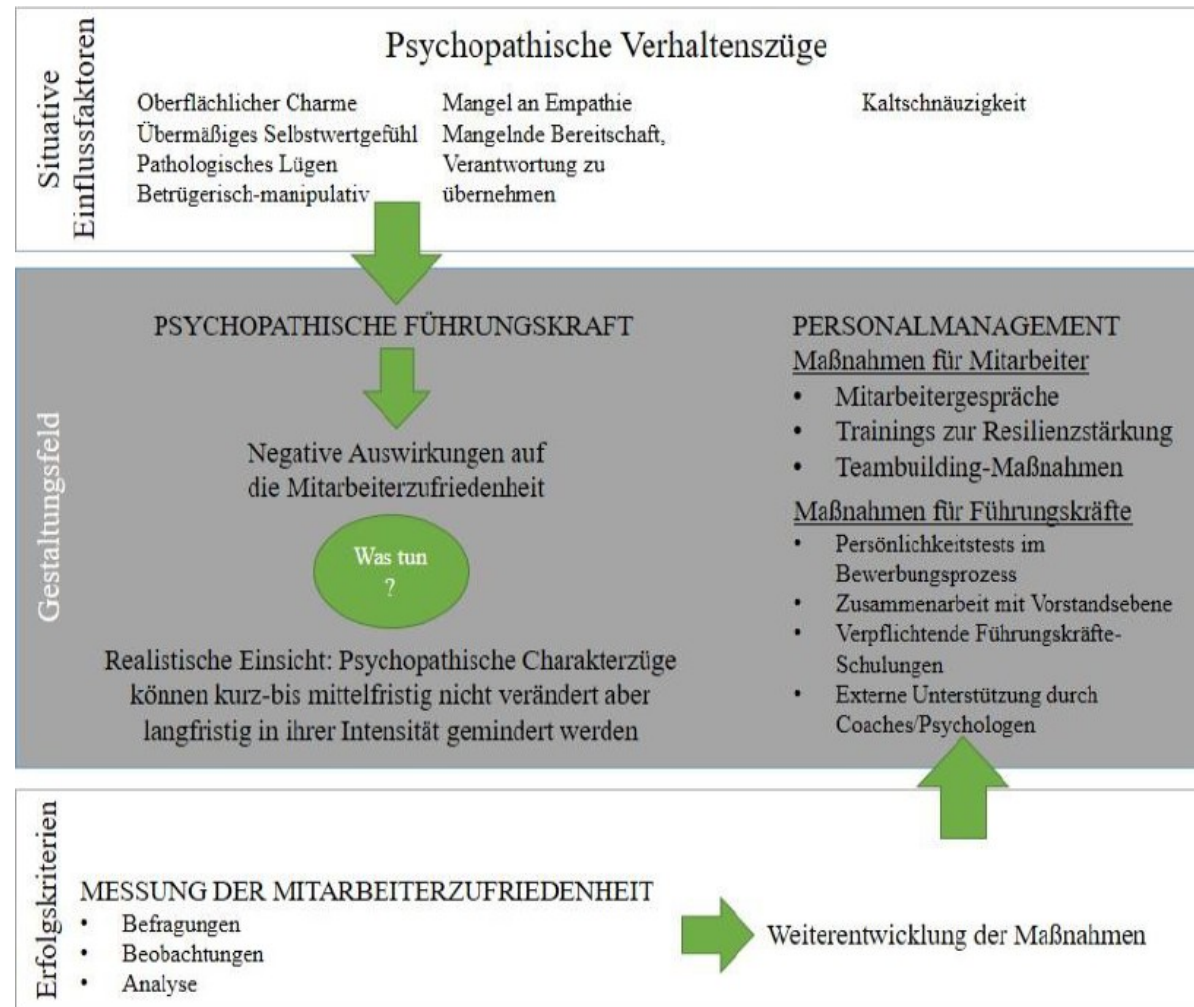 Situative
Einflussfaktoren
Psychopathische Verhaltenszüge
Oberflächlicher Charme
Übermäßiges Selbstwertgefühl
Pathologisches Lügen
Betrügerisch-manipulativ
Mangel an Empathie
Mangelnde Bereitschaft,
Verantwortung zu
übernehmen
Kaltschnäuzigkeit
Gestaltungsfeld
PSYCHOPATHISCHE FÜHRUNGSKRAFT
Negative Auswirkungen auf
die Mitarbeiterzufriedenheit
Was tun
?
Realistische Einsicht: Psychopathische Charakterzüge
können kurz-bis mittelfristig nicht verändert aber
langfristig in ihrer Intensität gemindert werden
PERSONALMANAGEMENT
Maßnahmen für Mitarbeiter
• Mitarbeitergespräche
• Trainings zur Resilienzstärkung
• Teambuilding-Maßnahmen
Maßnahmen für Führungskräfte
• Persönlichkeitstests im
Bewerbungsprozess
• Zusammenarbeit mit Vorstandsebene
• Verpflichtende Führungskräfte-
Schulungen
• Externe Unterstützung durch
Coaches/Psychologen
Erfolgskriterien
MESSUNG DER MITARBEITERZUFRIEDENHEIT
• Befragungen
• Beobachtungen
• Analyse
Weiterentwicklung der Maßnahmen